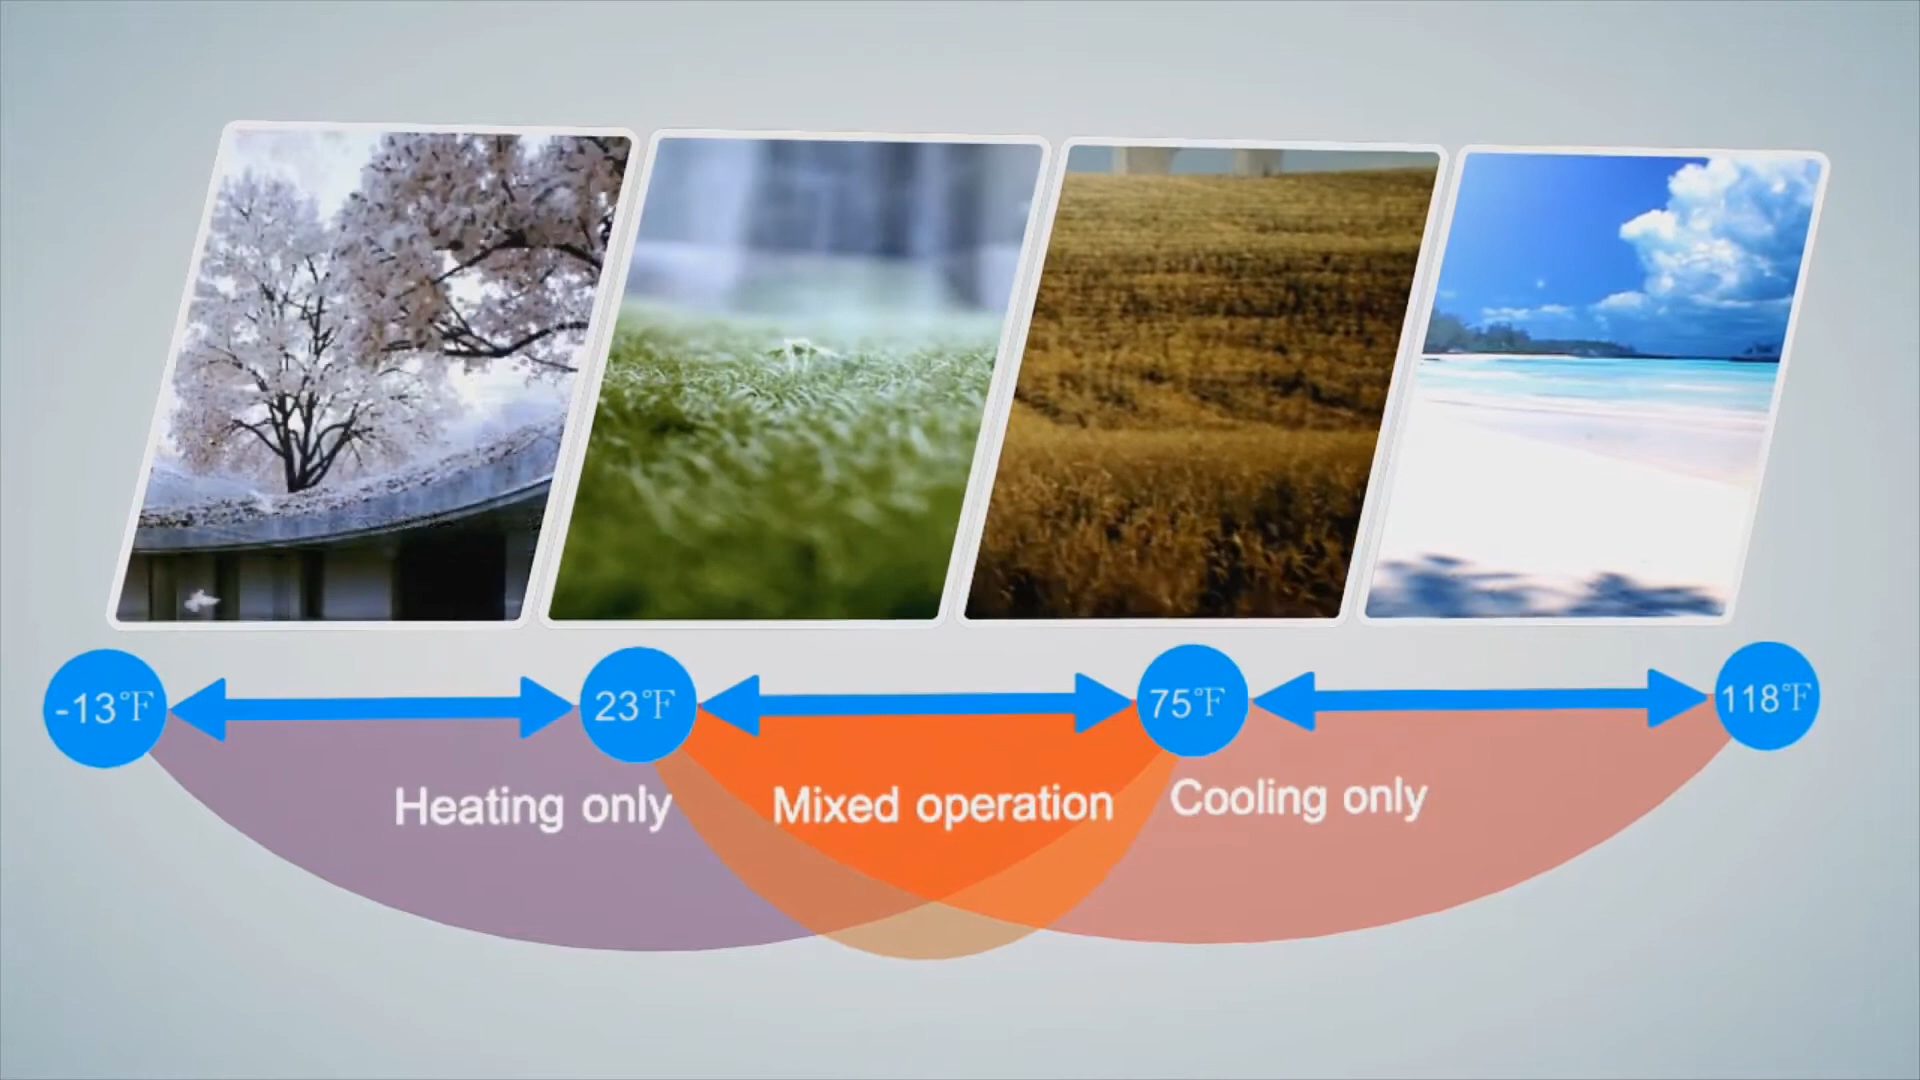 -13℉
23℉
75℉
118℉
Heating only
Mixed operation
Cooling only